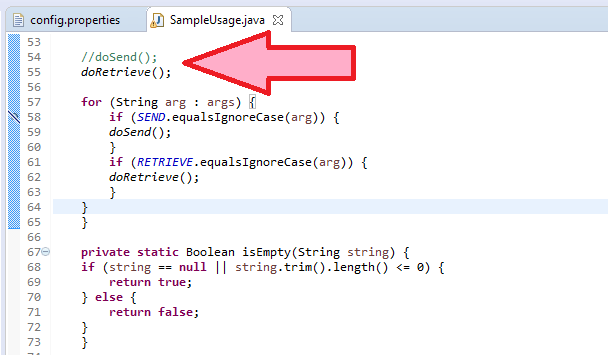 config.properties SampleUsage.java
53
54 //doSend();
55 doRetrieve();
56
57 for (String arg : args) {
58 if (SEND.equalsIgnoreCase(arg)) {
59 doSend();
60 }
61 if (RETRIEVE.equalsIgnoreCase(arg)) {
62 doRetrieve();
63 }
64 }
65 }
66
67 private static Boolean isEmpty(String string) {
68 if (string == null || string.trim().length() <= 0) {
69 return true;
70 } else {
71 return false;
72 }
73 }